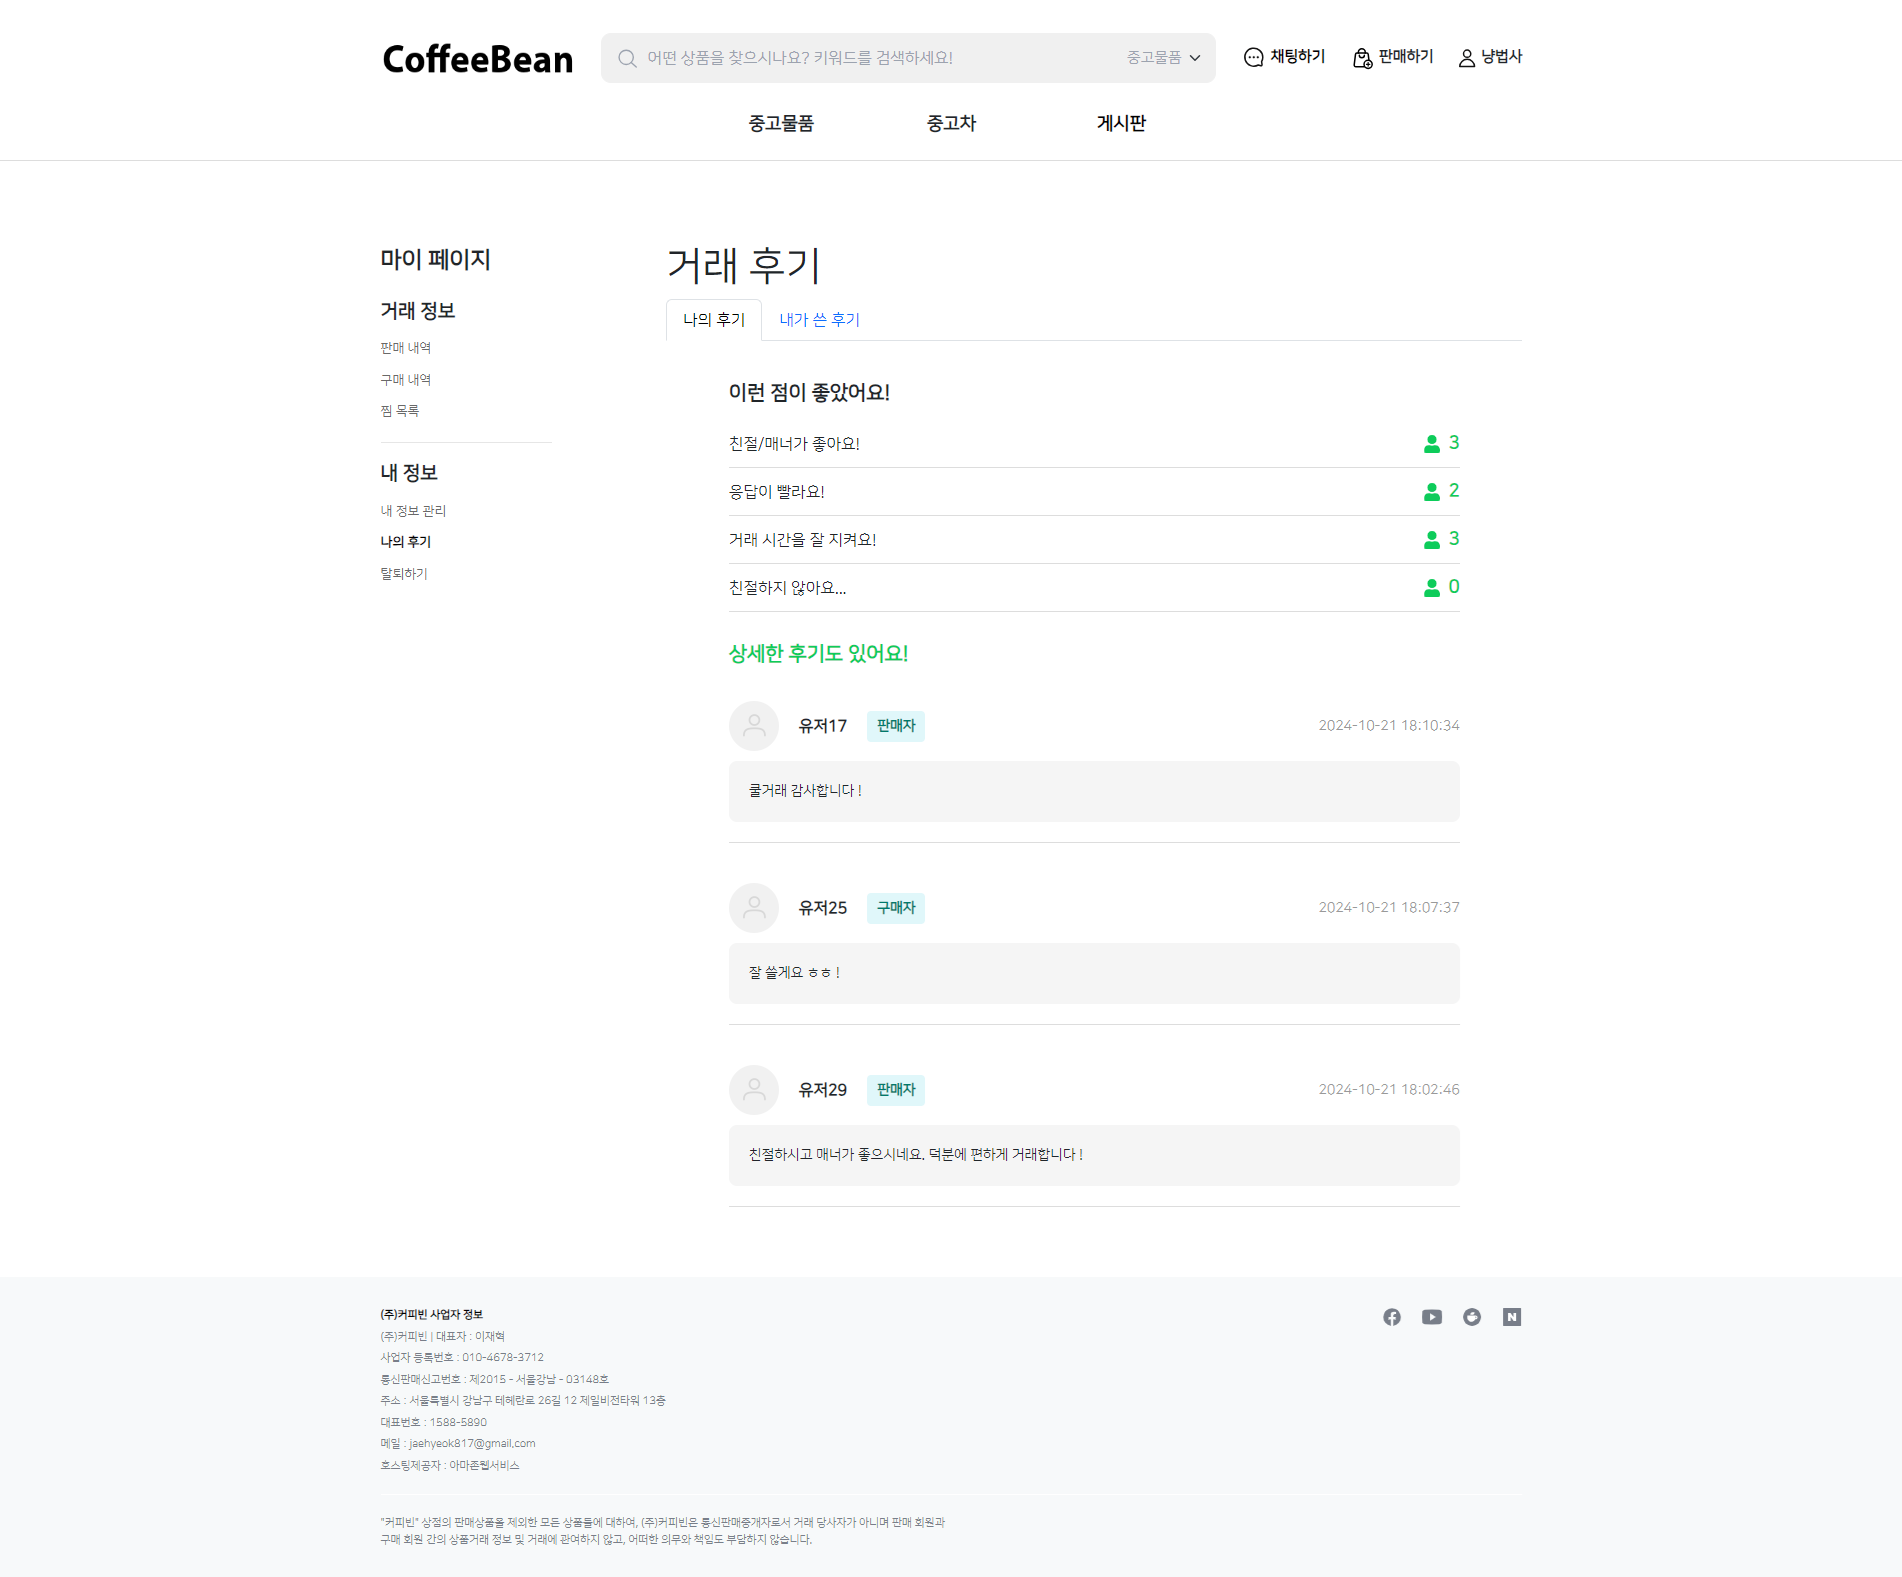 CoffeeBean
어떤 상품을 찾으시나요? 키워드를 검색하세요!
중고물품
채팅하기
판매하기
냥법사
중고물품
중고차
게시판
마이 페이지
거래 정보
판매 내역
구매 내역
찜 목록
내 정보
내 정보 관리
나의 후기
탈퇴하기
거래 후기
나의 후기
내가 쓴 후기
이런 점이 좋았어요!
친절/매너가 좋아요!
3
응답이 빨라요!
2
거래 시간을 잘 지켜요!
3
친절하지 않아요...
0
상세한 후기도 있어요!
유저17
판매자
2024-10-21 18:10:34
쿨거래 감사합니다 !
유저25
구매자
2024-10-21 18:07:37
잘 쓸게요 ㅎㅎ !
유저29
판매자
2024-10-21 18:02:46
친절하시고 매너가 좋으시네요. 덕분에 편하게 거래합니다 !
(주)커피빈 사업자 정보
(주)커피빈 | 대표자 : 이재혁
사업자 등록번호 : 010-4678-3712
통신판매신고번호 : 제2015 - 서울강남 - 03148호
주소 : 서울특별시 강남구 테헤란로 26길 12 제일비전타워 13층
대표번호 : 1588-5890
메일 : jaehyeok817@gmail.com
호스팅제공자 : 아마존웹서비스
"커피빈" 상점의 판매상품을 제외한 모든 상품들에 대하여, (주)커피빈은 통신판매중개자로서 거래 당사자가 아니며 판매 회원과
구매 회원 간의 상품거래 정보 및 거래에 관여하지 않고, 어떠한 의무와 책임도 부담하지 않습니다.